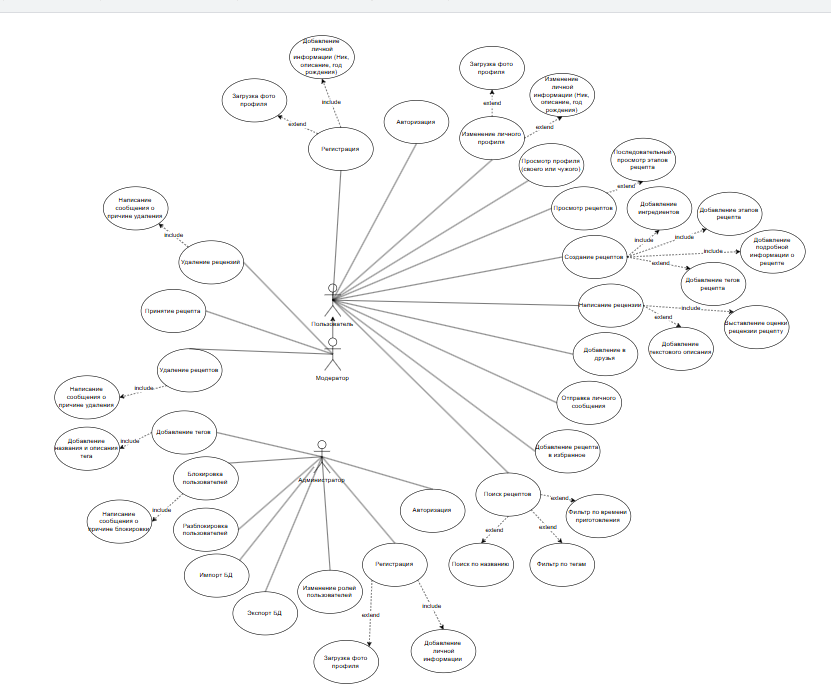 Добавление
личной
информации (Ник,
описание, год
рождения)
Загрузка фото
профиля
include
extend
Регистрация
Авторизация
Загрузка фото
профиля
Изменение
личной
информации (Ник,
описание, год
рождения)
extend
extend
Изменение личного
профиля
Просмотр профиля
(своего или чужого)
Последовательный
просмотр этапов
рецепта
extend
Просмотр рецептов
Добавление
ингредиентов
Добавление этапов
рецепта
Добавление
подробной
информации о
рецепте
include
include
include
extend
Создание рецептов
Добавление тегов
рецепта
Написание рецензии
include
extend
Выставление оценки
рецензии рецепту
Добавление
текстового описания
Написание
сообщения о
причине удаления
include
Удаление рецензий
Принятие рецепта
Пользователь
Модератор
Удаление рецептов
include
Написание
сообщения о
причине удаления
Добавление в
друзья
Отправка личного
сообщения
Добавление рецепта
в избранное
Добавление тегов
include
Добавление
названия и описания
тега
Блокировка
пользователей
include
Написание
сообщения о
причине блокировки
Администратор
Разблокировка
пользователей
Импорт БД
Экспорт БД
Изменение ролей
пользователей
Авторизация
Регистрация
extend
include
Загрузка фото
профиля
Добавление
личной
информации
Поиск рецептов
extend
extend
extend
Фильтр по времени
приготовления
Поиск по названию
Фильтр по тегам